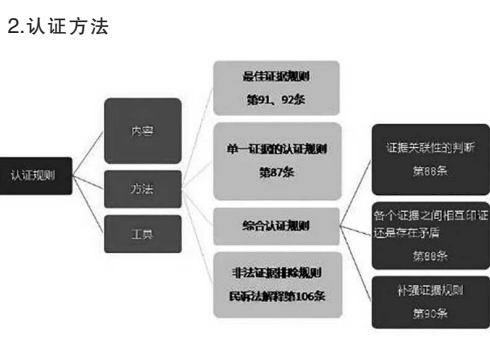 2.认证方法
认证规则
内容
方法
工具
最佳证据规则
第91、92条
单一证据的认证规则
第87条
综合认证规则
非法证据排除规则
民诉法解释第106条
证据关联性的判断
第88条
各个证据之间相互印证
还是存在矛盾
第88条
补强证据规则
第90条